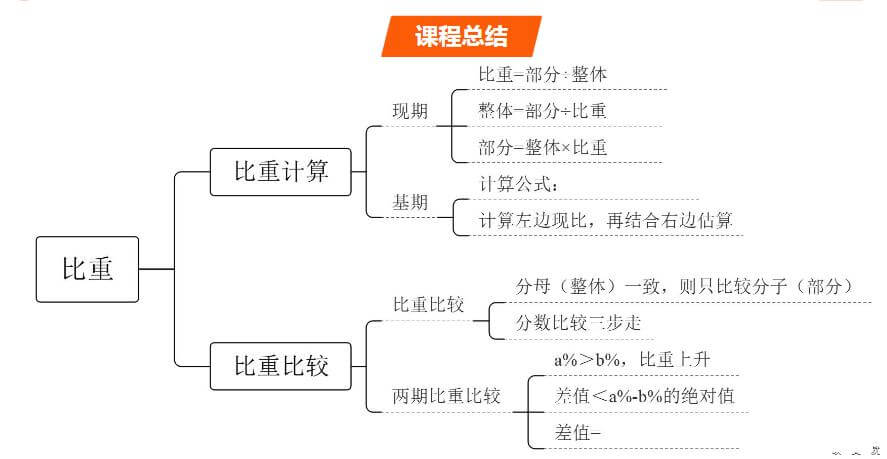 课程总结
比重=部分÷整体
现期
整体=部分÷比重
部分=整体×比重
比重计算
计算公式：
基期
计算左边现比，再结合右边估算
比重
分母（整体）一致，则只比较分子（部分）
比重比较
分数比较三步走
比重比较
a%＞b%，比重上升
两期比重比较
差值＜a%-b%的绝对值
差值=